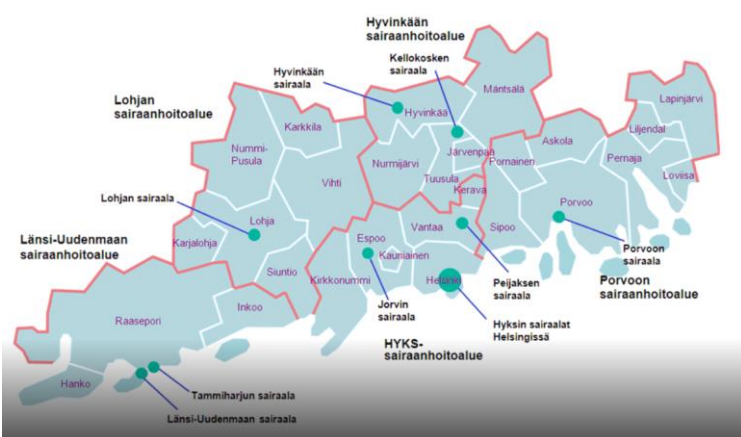 Hyvinkään
sairaanhoitoalue
Kellokosken
sairaala
Hyvinkään
sairaala
Mäntsälä
Lapinjärvi
Lohjan
sairaanhoitoalue
Hyvinkää
Karkkila
Liljendal
Askola
Nummi-
Pusula
Järvenpää
Pornainen
Pernaja
Nurmijärvi
Loviisa
Vihti
Tuusula
Kerava
Lohjan sairaala
Porvoo
Lohja
Vantaa
Sipoo
Länsi-Uudenmaan
sairaanhoitoalue
Karjalohja
Espoo
Kauniainen
Porvoon
sairaala
Siuntio
Kirkkonummi
Helsinki
Peijaksen
sairaala
Porvoon
sairaanhoitoalue
Inkoo
Jorvin
sairaala
Raasepori
Hyksin sairaalat
Helsingissä
HYKS-
sairaanhoitoalue
Hanko
Tammiharjun sairaala
Länsi-Uudenmaan sairaala